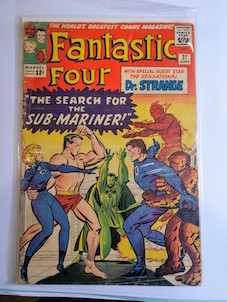 THE WORLD'S GREATEST COMIC MAGAZINE!
Fantastic
Four
MARVEL
12¢
27
JUNE
WITH SPECIAL GUEST STAR
THE SENSATIONAL
Dr. STRANGE
"THE SEARCH FOR THE
SUB-MARINER!"